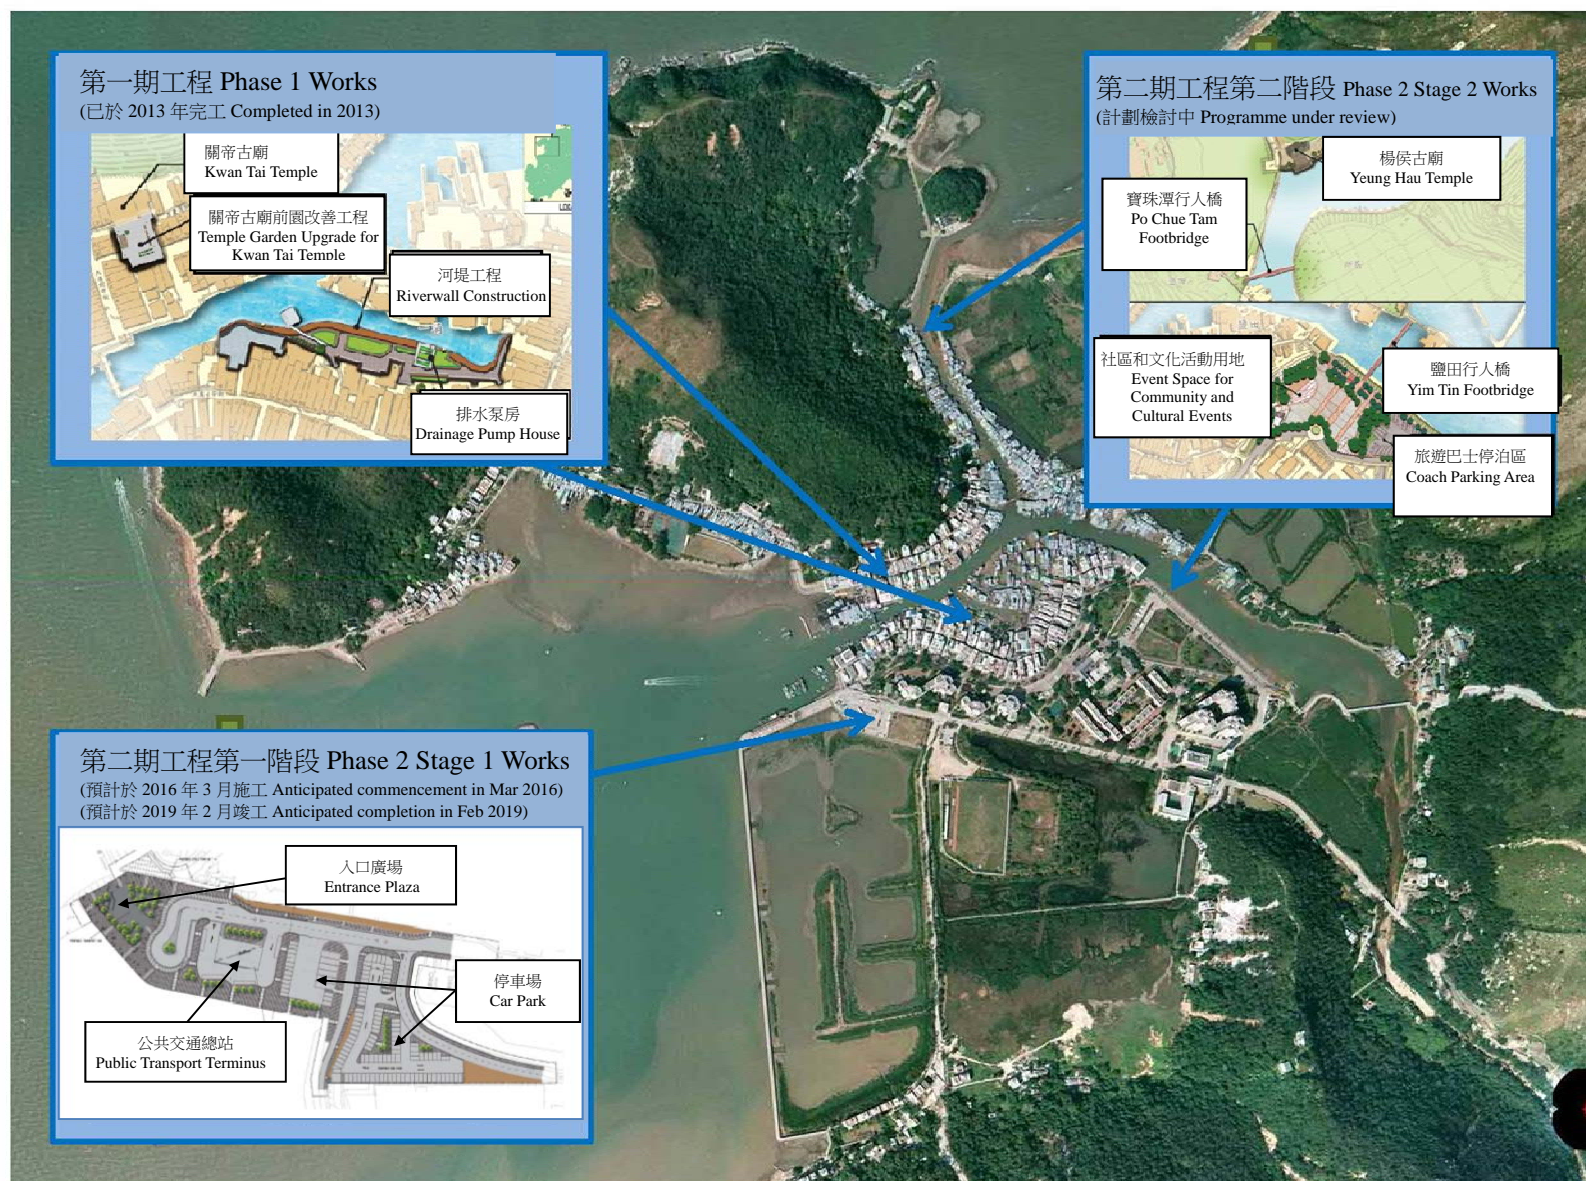 第一期工程 Phase 1 Works
(已於 2013 年完工 Completed in 2013)
關帝古廟
Kwan Tai Temple
關帝古廟前園改善工程
Temple Garden Upgrade for
Kwan Tai Temple
河堤工程
Riverwall Construction
排水泵房
Drainage Pump House
第二期工程第二階段 Phase 2 Stage 2 Works
(計劃檢討中 Programme under review)
楊侯古廟
Yeung Hau Temple
寶珠潭行人橋
Po Chue Tam
Footbridge
社區和文化活動用地
Event Space for
Community and
Cultural Events
鹽田行人橋
Yim Tin Footbridge
旅遊巴士停泊區
Coach Parking Area
第二期工程第一階段 Phase 2 Stage 1 Works
(預計於 2016 年 3 月施工 Anticipated commencement in Mar 2016)
(預計於 2019 年 2 月竣工 Anticipated completion in Feb 2019)
入口廣場
Entrance Plaza
停車場
Car Park
公共交通總站
Public Transport Terminus